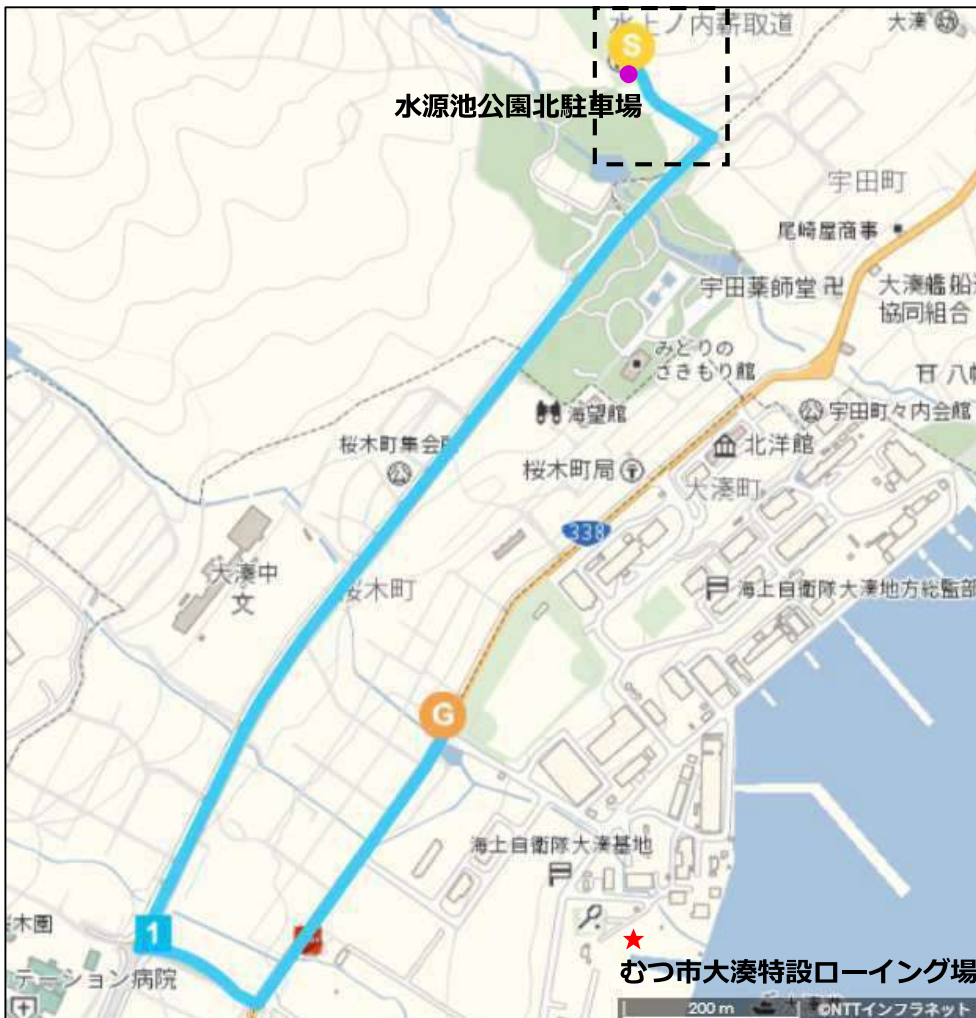 水上ノ内薪取道
大湊
S
水源池公園北駐車場
宇田町
尾崎屋商事
宇田薬師堂
大湊艦船
協同組合
みとりの
さきもり館
八幡
海望館
宇田町々内会館
桜木町集会所
北洋館
桜木町局
大湊町
338
大湊中
文
海上自衛隊大湊地方総監部
桜木町
G
海上自衛隊大湊基地
1
木園
テーション病院
むつ市大湊特設ローイング場
200 m
©NTTインフラネット